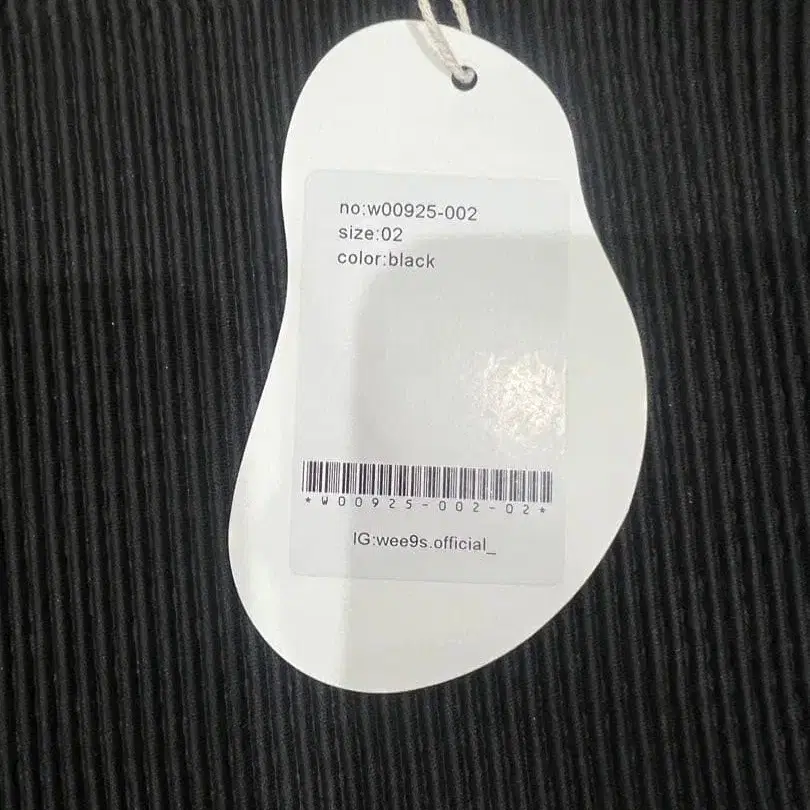 no:w00925-002
size:02
color:black
*W00925-002-02*
IG:wee9s.official_